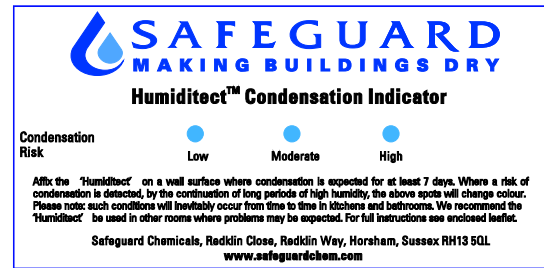 SAFEGUARD
MAKING BUILDINGS DRY
Humiditect™ Condensation Indicator
Condensation
Risk
Low Moderate High
Affix the 'Humiditect' on a wall surface where condensation is expected for at least 7 days. Where a risk of
condensation is detected, by the continuation of long periods of high humidity, the above spots will change colour.
Please note: such conditions will inevitably occur from time to time in kitchens and bathrooms. We recommend the
'Humiditect' be used in other rooms where problems may be expected. For full instructions see enclosed leaflet.
Safeguard Chemicals, Redkiln Close, Redkiln Way, Horsham, Sussex RH13 5QL
www.safeguardchem.com